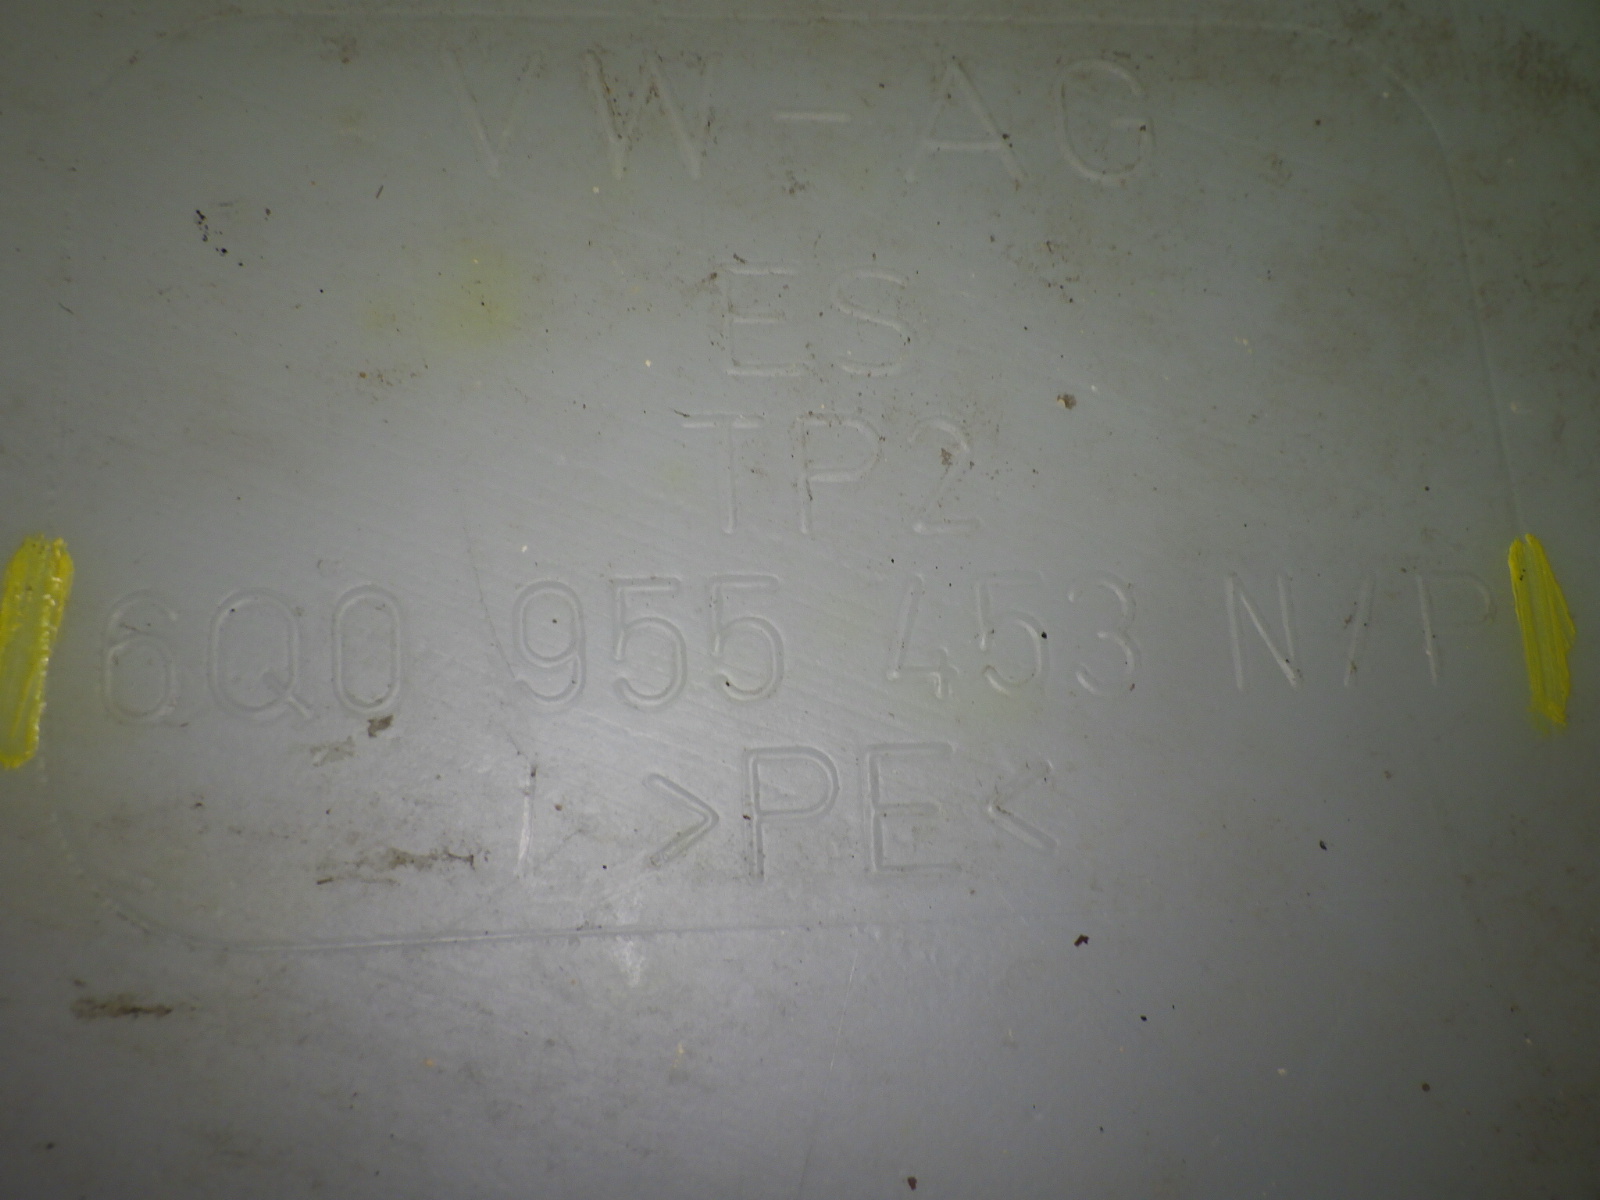 VW-AG
ES
TP2
6Q0 955 453 N/P
L >PE<